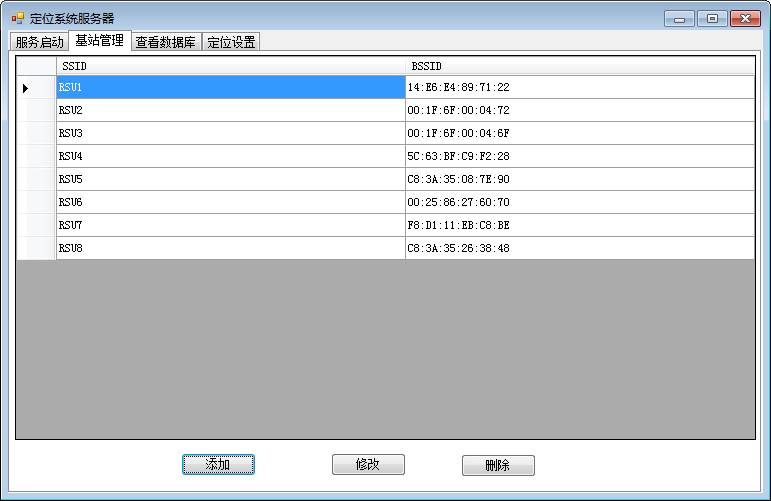 定位系统服务器
服务启动 基站管理 查看数据库 定位设置
SSID BSSID
RSU1 14:E6:E4:89:71:22
RSU2 00:1F:6F:00:04:72
RSU3 00:1F:6F:00:04:6F
RSU4 5C:63:BF:C9:F2:28
RSU5 C8:3A:35:08:7E:90
RSU6 00:25:86:27:60:70
RSU7 F8:D1:11:EB:C8:BE
RSU8 C8:3A:35:26:38:48
添加 修改 删除